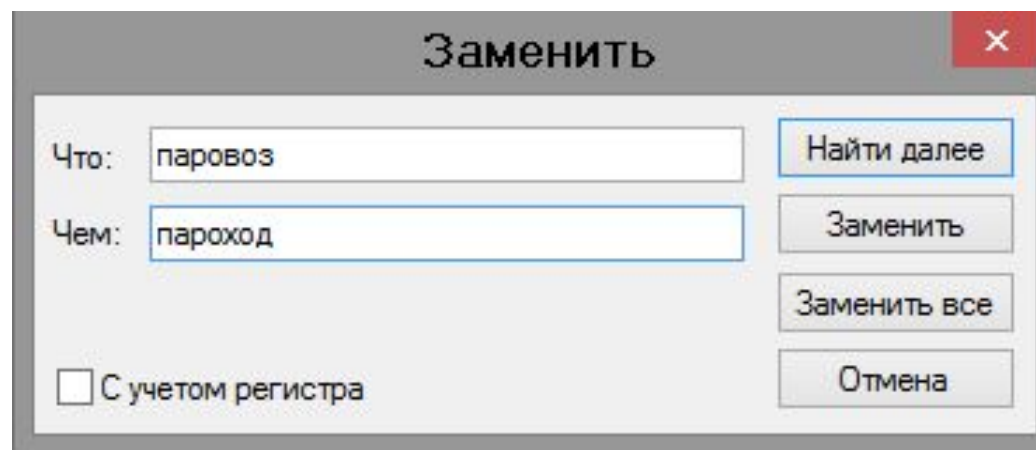 Заменить
Что: паровоз
Найти далее
Чем: пароход
Заменить
Заменить все
С учетом регистра
Отмена